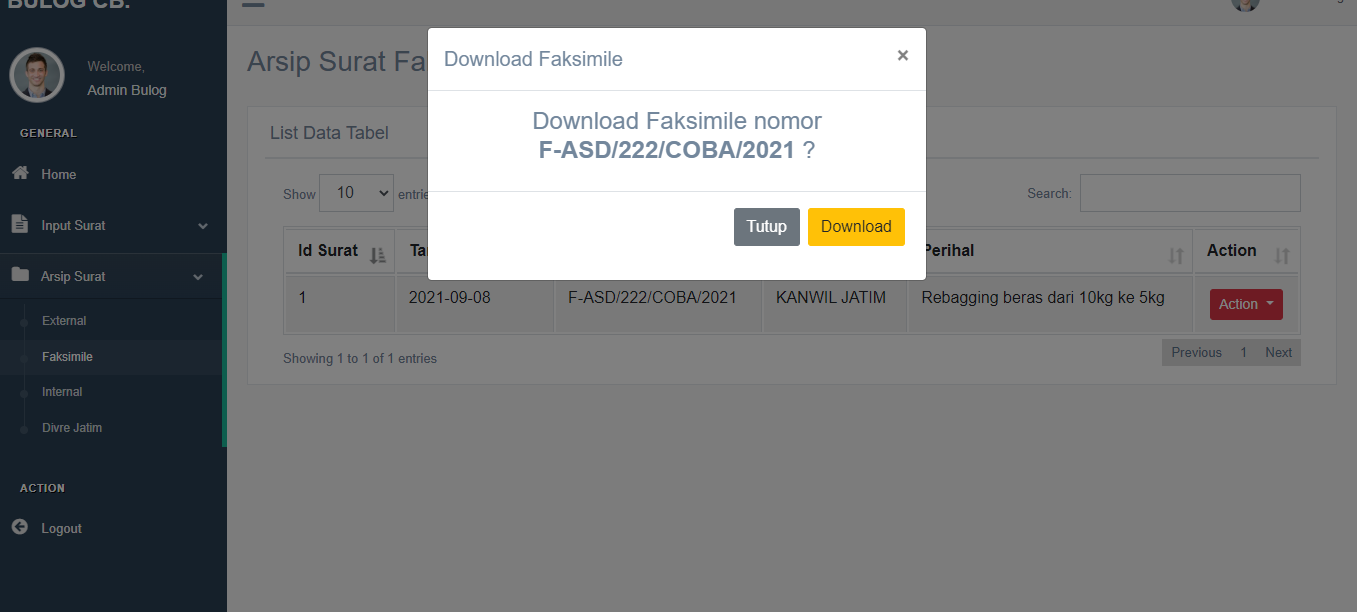 BULOG CB.
Welcome,
Admin Bulog
GENERAL
Home
Input Surat
Arsip Surat
External
Faksimile
Internal
Divre Jatim
ACTION
Logout
Arsip Surat Fa
Download Faksimile ×
Download Faksimile nomor
F-ASD/222/COBA/2021 ?
Tutup Download
List Data Tabel
Show 10 entrie
Search:
Id Surat Ta Perihal Action
1 2021-09-08 F-ASD/222/COBA/2021 KANWIL JATIM Rebagging beras dari 10kg ke 5kg Action
Showing 1 to 1 of 1 entries
Previous 1 Next